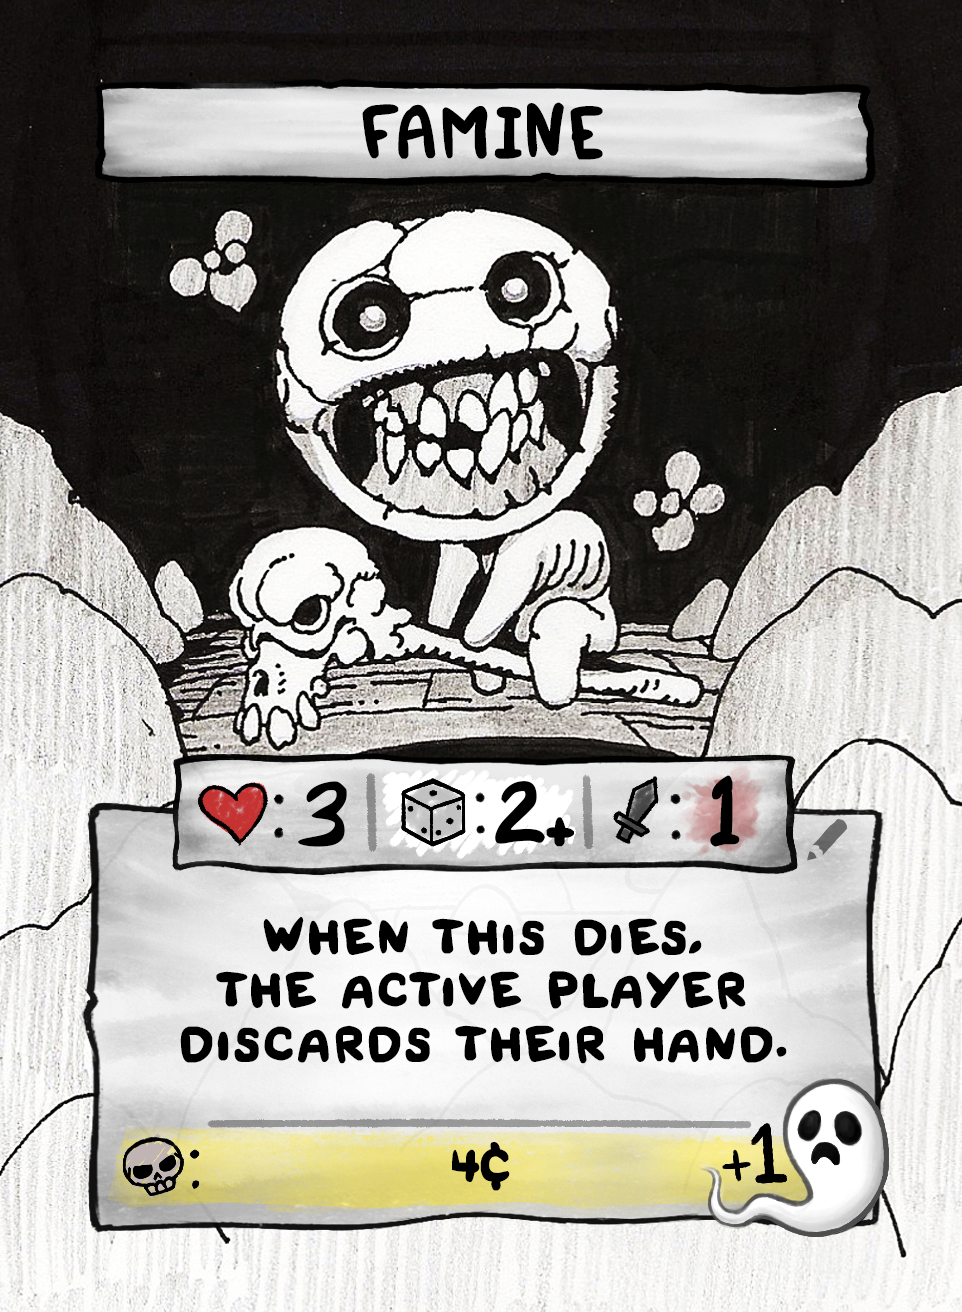 FAMINE
: 3 : 2+ : 1
WHEN THIS DIES,
THE ACTIVE PLAYER
DISCARDS THEIR HAND.
: 4¢ +1